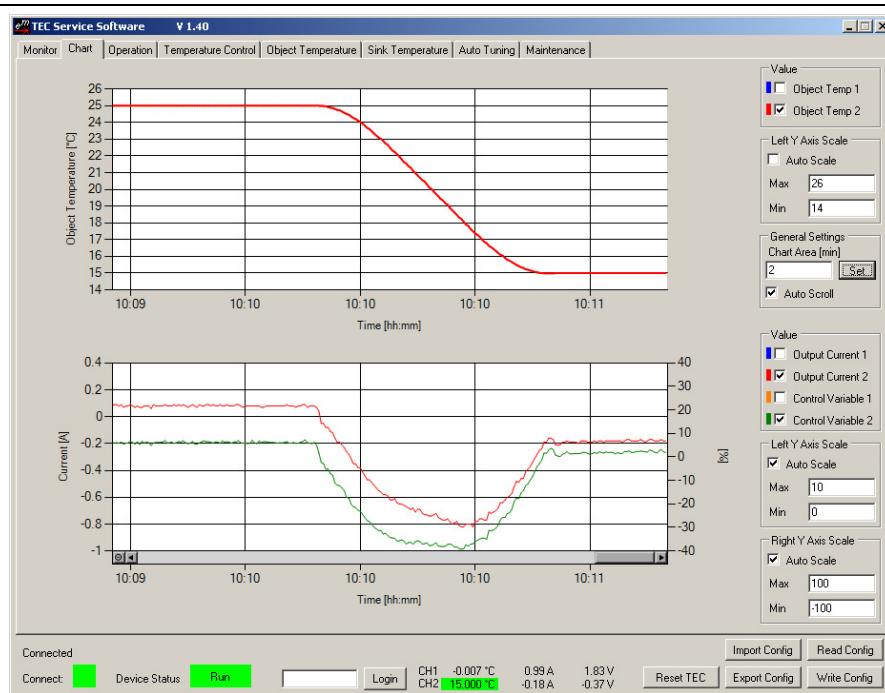 TEC Service Software V 1.40
Monitor Chart Operation Temperature Control Object Temperature Sink Temperature Auto Tuning Maintenance
Object Temperature [°C]
26
25
24
23
22
21
20
19
18
17
16
15
14
10:09 10:10 10:10 10:10 10:11
Time [hh:mm]
Value
Object Temp 1
Object Temp 2
Left Y Axis Scale
Auto Scale
Max 26
Min 14
General Settings
Chart Area [min]
2 Set
Auto Scroll
Current [A]
0.4
0.2
0
-0.2
-0.4
-0.6
-0.8
-1
40
30
20
10
0
-10
-20
-30
-40
[%]
10:09 10:10 10:10 10:10 10:11
Time [hh:mm]
Value
Output Current 1
Output Current 2
Control Variable 1
Control Variable 2
Left Y Axis Scale
Auto Scale
Max 10
Min 0
Right Y Axis Scale
Auto Scale
Max 100
Min -100
Connected
Connect: Device Status Run Login
CH1 -0.007 °C 0.99 A 1.83 V
CH2 15.000 °C -0.18 A -0.37 V
Reset TEC
Import Config Read Config
Export Config Write Config